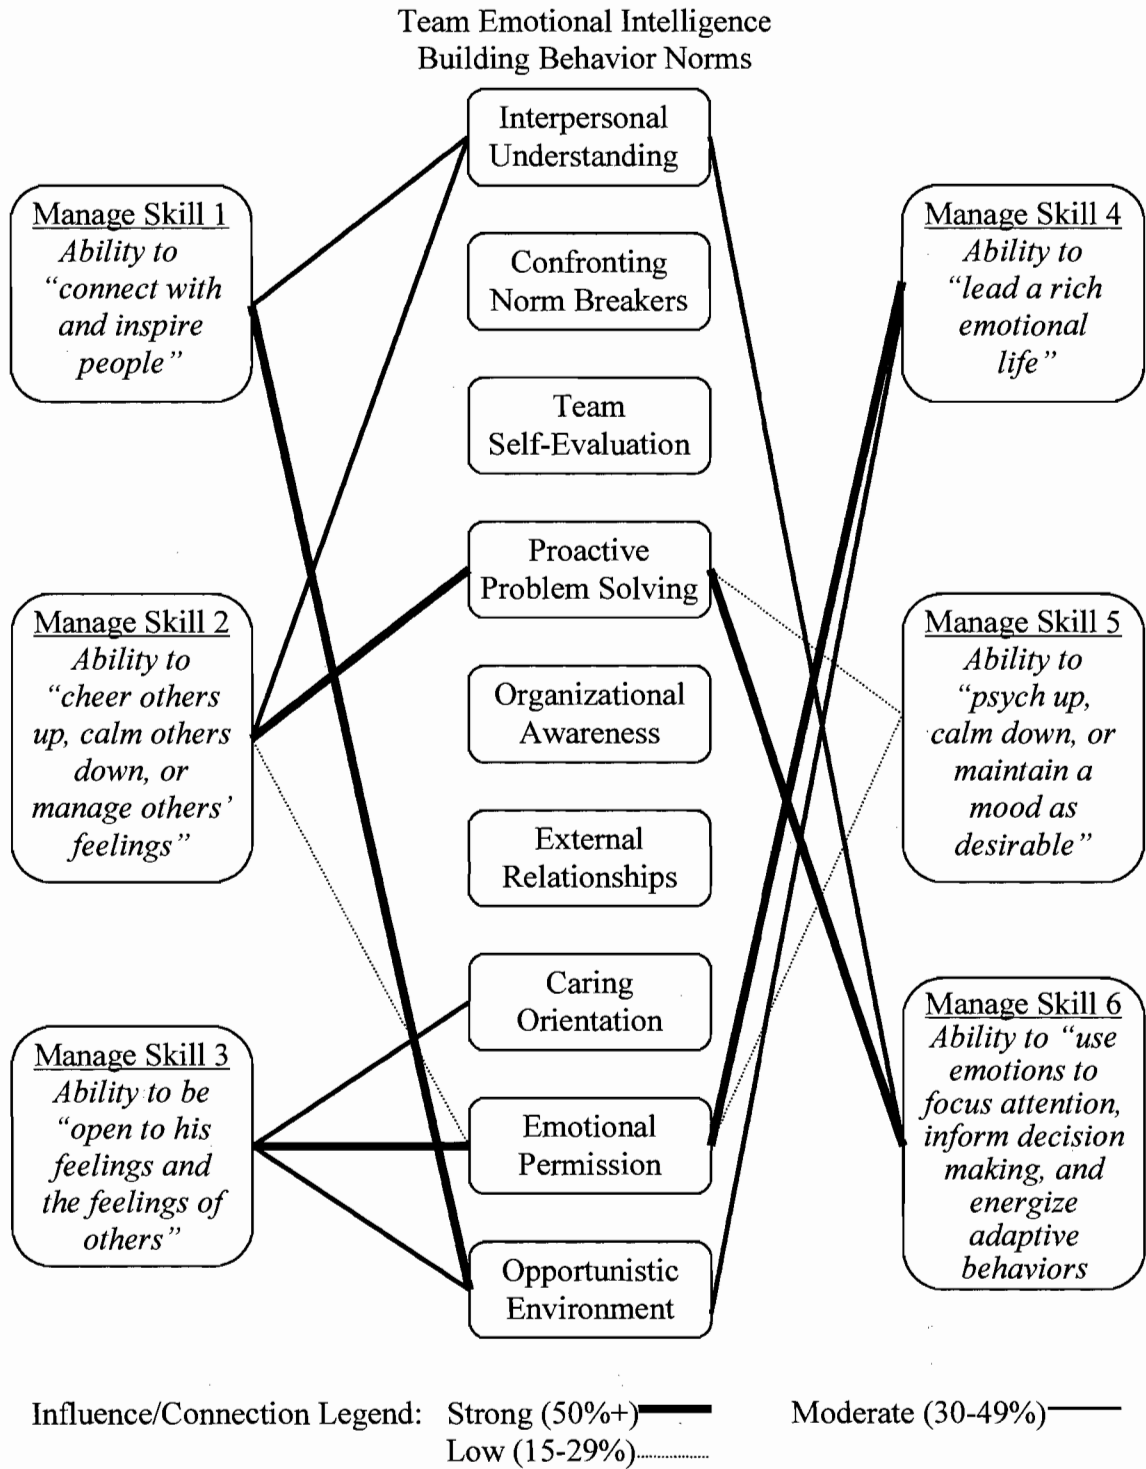 Team Emotional Intelligence
Building Behavior Norms
Interpersonal
Understanding
Confronting
Norm Breakers
Team
Self-Evaluation
Proactive
Problem Solving
Organizational
Awareness
External
Relationships
Caring
Orientation
Emotional
Permission
Opportunistic
Environment
Manage Skill 1
Ability to
“connect with
and inspire
people”
Manage Skill 2
Ability to
“cheer others
up, calm others
down, or
manage others’
feelings”
Manage Skill 3
Ability to be
“open to his
feelings and
the feelings of
others”
Manage Skill 4
Ability to
“lead a rich
emotional
life”
Manage Skill 5
Ability to
“psych up,
calm down, or
maintain a
mood as
desirable”
Manage Skill 6
Ability to “use
emotions to
focus attention,
inform decision
making, and
energize
adaptive
behaviors
Influence/Connection Legend: Strong (50%+) Moderate (30-49%)
Low (15-29%)